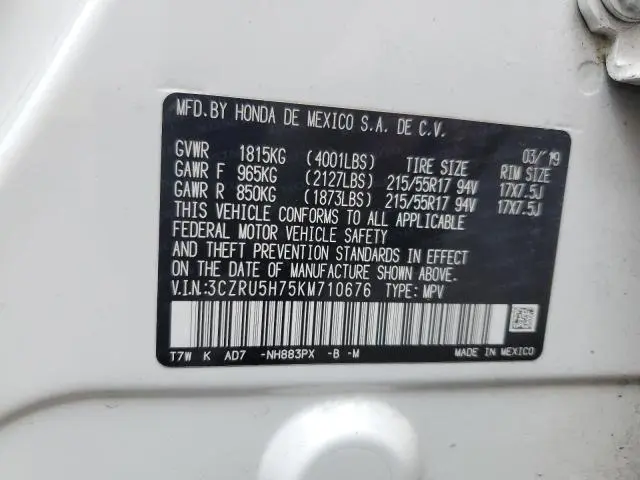 MFD.BY HONDA DE MEXICO S.A. DE C.V.
03/'19
GVWR 1815KG (4001LBS) TIRE SIZE RIM SIZE
GAWR F 965KG (2127LBS) 215/55R17 94V 17X7.5J
GAWR R 850KG (1873LBS) 215/55R17 94V 17X7.5J
THIS VEHICLE CONFORMS TO ALL APPLICABLE
FEDERAL MOTOR VEHICLE SAFETY
AND THEFT PREVENTION STANDARDS IN EFFECT
ON THE DATE OF MANUFACTURE SHOWN ABOVE.
V.I.N.:3CZRU5H75KM710676 TYPE: MPV
T7W K AD7 -NH883PX -B -M MADE IN MEXICO